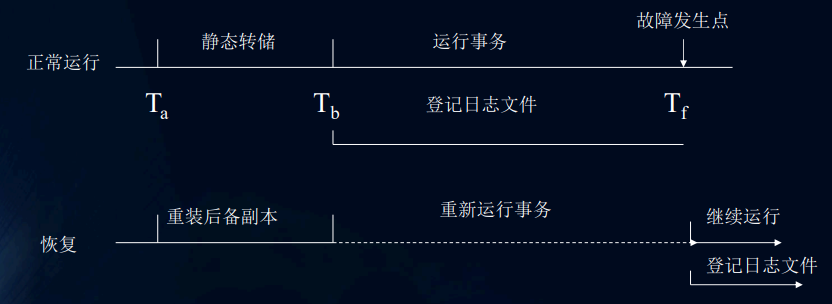 故障发生点
静态转储
运行事务
正常运行
Ta
Tb
登记日志文件
Tf
重装后备副本
重新运行事务
继续运行
恢复
登记日志文件